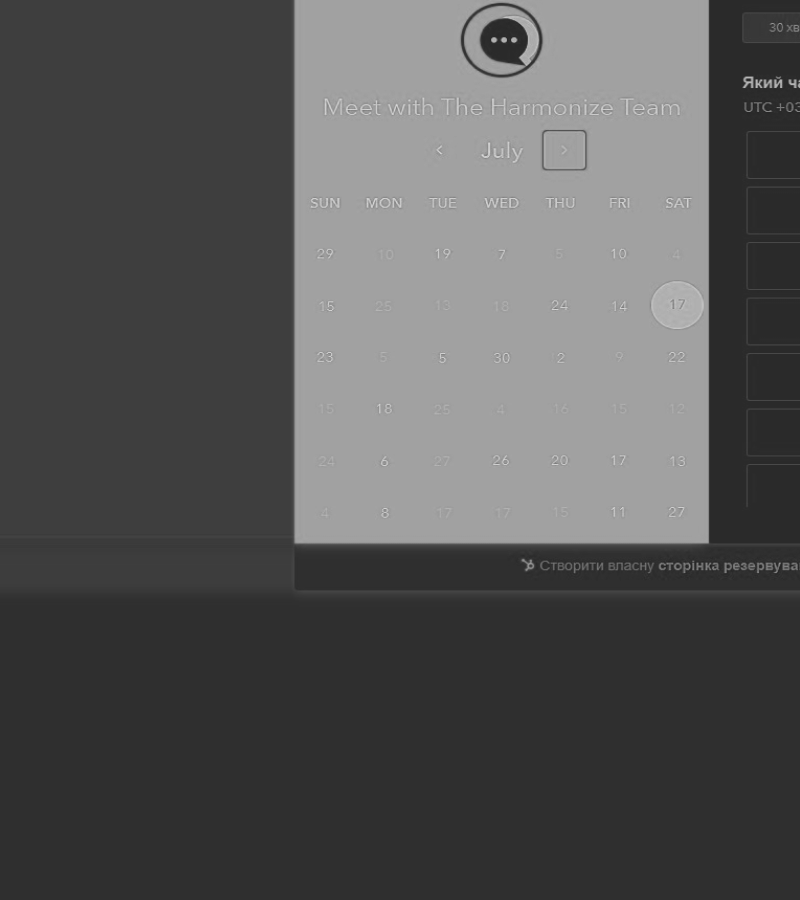 Meet with The Harmonize Team
July
SUN MON TUE WED THU FRI SAT
29 10 19 7 5 10 4
15 25 13 18 24 14 17
23 5 5 30 2 9 22
15 18 25 4 16 15 12
24 6 27 26 20 17 13
4 8 17 17 15 11 27
30 хв
Який ча
UTC +03
Створити власну сторінка резервува